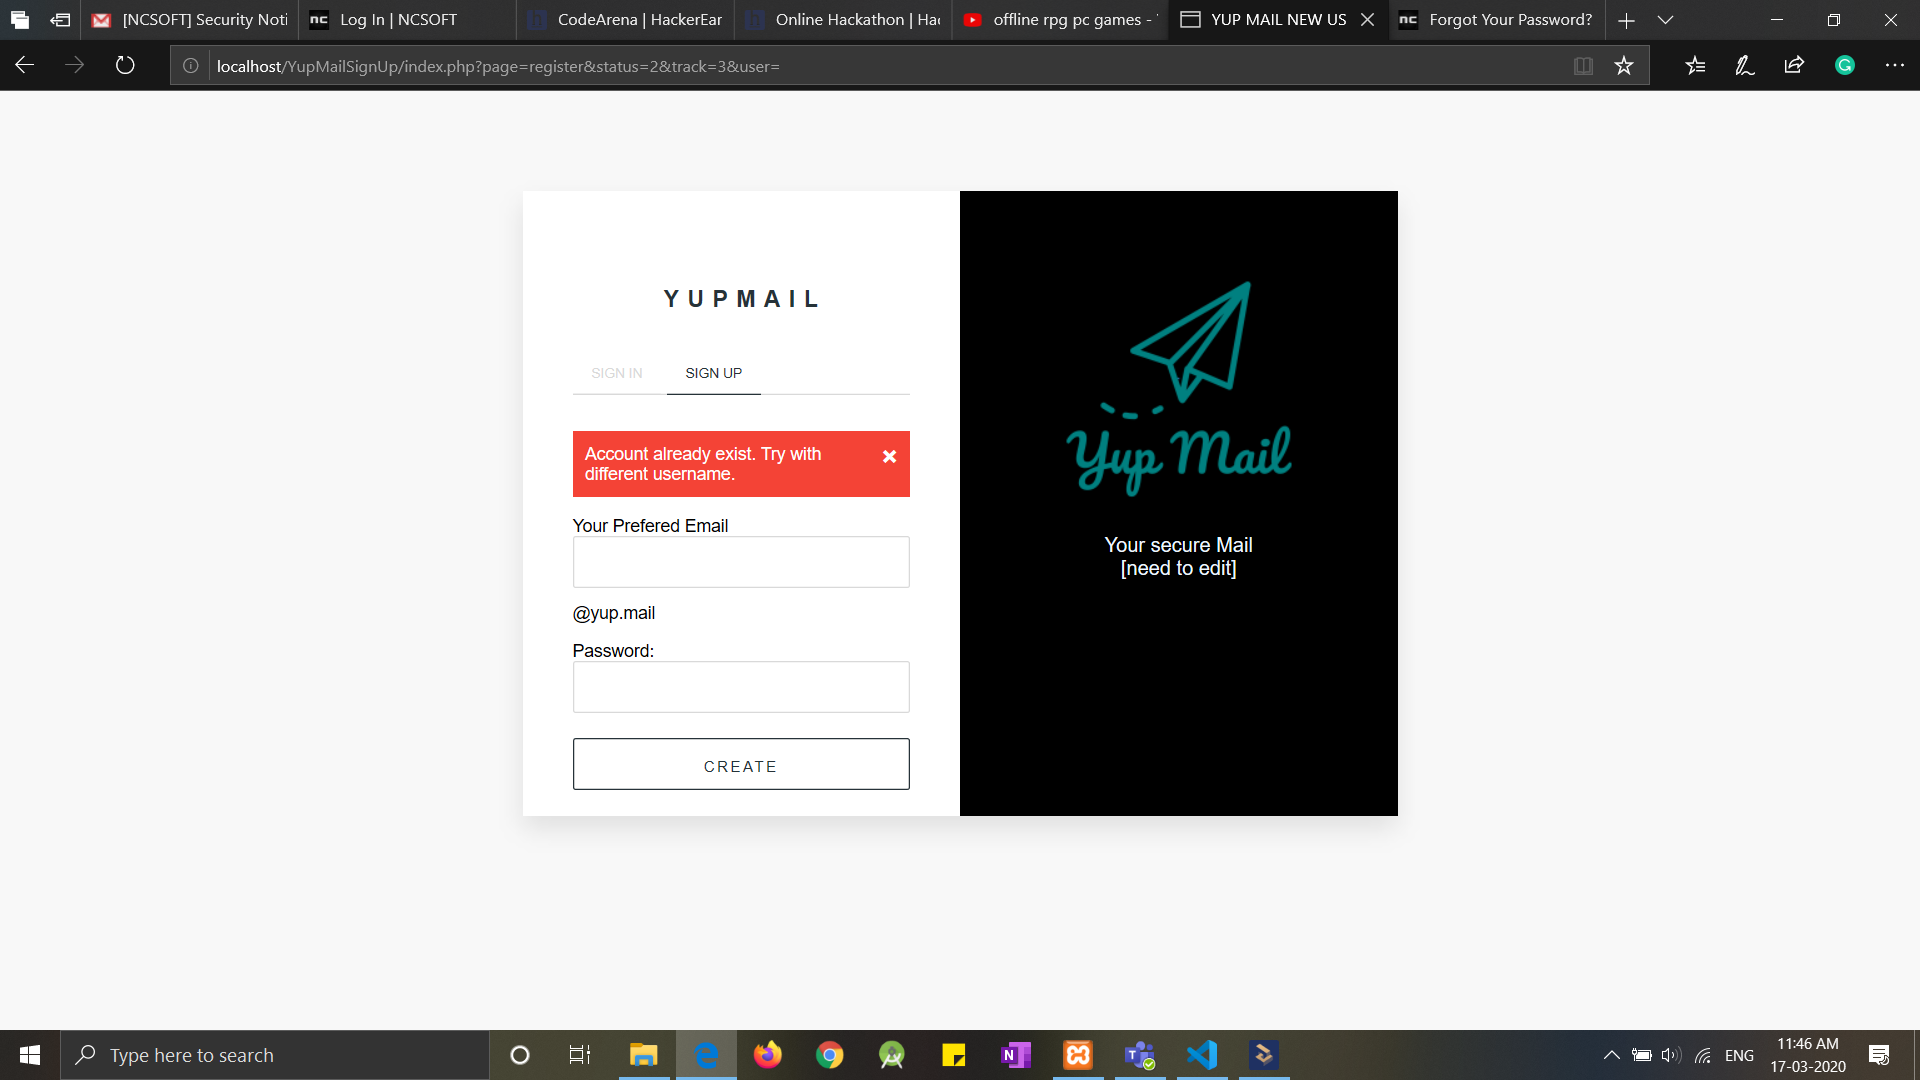 [NCSOFT] Security Noti
Log In | NCSOFT
CodeArena | HackerEar
Online Hackathon | Hac
offline rpg pc games -
YUP MAIL NEW US
Forgot Your Password?
localhost/YupMailSignUp/index.php?page=register&status=2&track=3&user=
YUPMAIL
SIGN IN
SIGN UP
Account already exist. Try with
different username.
Your Prefered Email
@yup.mail
Password:
CREATE
Yup Mail
Your secure Mail
[need to edit]
Type here to search
ENG
11:46 AM
17-03-2020